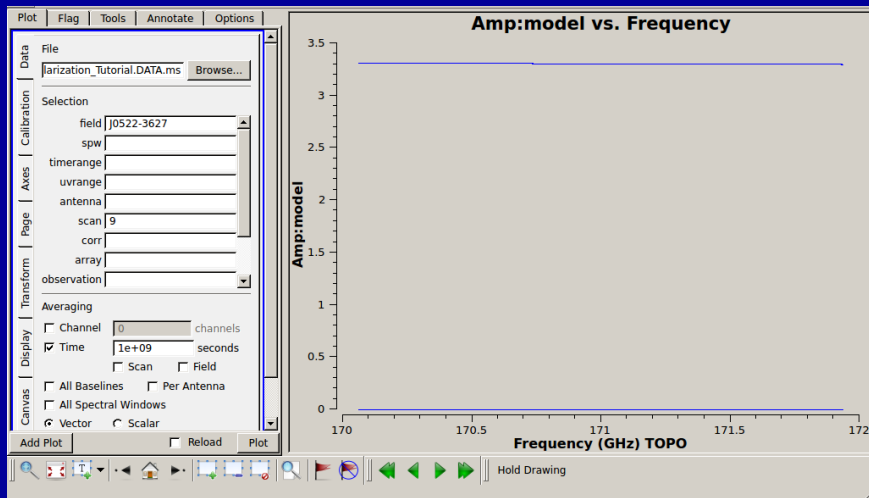 Plot Flag Tools Annotate Options
Data
Calibration
Axes
Page
Transform
Display
Canvas
File
larization_Tutorial.DATA.ms Browse...
Selection
field J0522-3627
spw
timerange
uvrange
antenna
scan 9
corr
array
observation
Averaging
Channel 0 channels
Time 1e+09 seconds
Scan Field
All Baselines Per Antenna
All Spectral Windows
Vector Scalar
Add Plot Reload Plot
Amp:model vs. Frequency
Amp:model
3.5
3
2.5
2
1.5
1
0.5
0
170 170.5 171 171.5 172
Frequency (GHz) TOPO
T
Hold Drawing